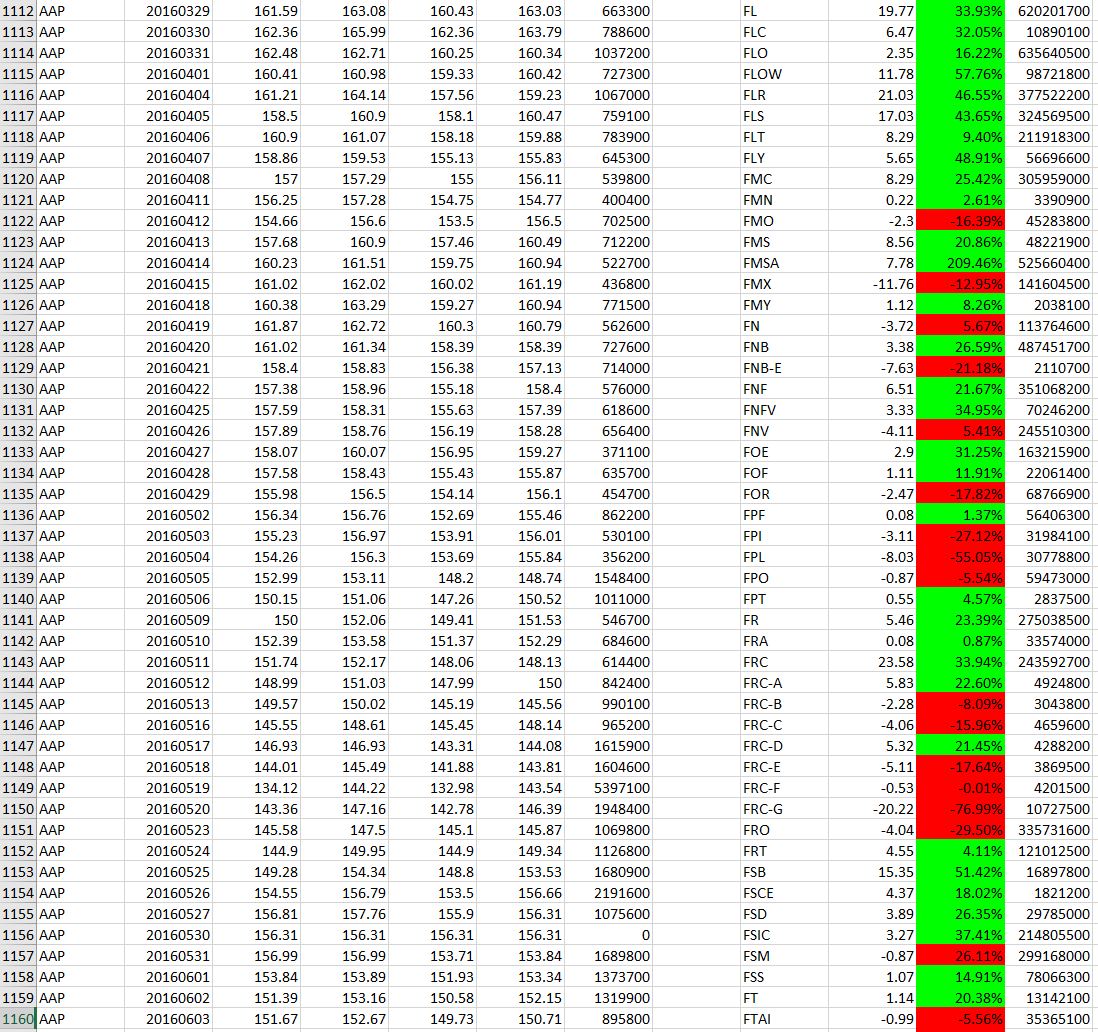 1112 AAP 20160329 161.59 163.08 160.43 163.03 663300 FL 19.77 33.93% 620201700
1113 AAP 20160330 162.36 165.99 162.36 163.79 788600 FLC 6.47 32.05% 10890100
1114 AAP 20160331 162.48 162.71 160.25 160.34 1037200 FLO 2.35 16.22% 635640500
1115 AAP 20160401 160.41 160.98 159.33 160.42 727300 FLOW 11.78 57.76% 98721800
1116 AAP 20160404 161.21 164.14 157.56 159.23 1067000 FLR 21.03 46.55% 377522200
1117 AAP 20160405 158.5 160.9 158.1 160.47 759100 FLS 17.03 43.65% 324569500
1118 AAP 20160406 160.9 161.07 158.18 159.88 783900 FLT 8.29 9.40% 211918300
1119 AAP 20160407 158.86 159.53 155.13 155.83 645300 FLY 5.65 48.91% 56696600
1120 AAP 20160408 157 157.29 155 156.11 539800 FMC 8.29 25.42% 305959000
1121 AAP 20160411 156.25 157.28 154.75 154.77 400400 FMN 0.22 2.61% 3390900
1122 AAP 20160412 154.66 156.6 153.5 156.5 702500 FMO -2.3 -16.39% 45283800
1123 AAP 20160413 157.68 160.9 157.46 160.49 712200 FMS 8.56 20.86% 48221900
1124 AAP 20160414 160.23 161.51 159.75 160.94 522700 FMSA 7.78 209.46% 525660400
1125 AAP 20160415 161.02 162.02 160.02 161.19 436800 FMX -11.76 -12.95% 141604500
1126 AAP 20160418 160.38 163.29 159.27 160.94 771500 FMY 1.12 8.26% 2038100
1127 AAP 20160419 161.87 162.72 160.3 160.79 562600 FN -3.72 5.67% 113764600
1128 AAP 20160420 161.02 161.34 158.39 158.39 727600 FNB 3.38 26.59% 487451700
1129 AAP 20160421 158.4 158.83 156.38 157.13 714000 FNB-E -7.63 -21.18% 2110700
1130 AAP 20160422 157.38 158.96 155.18 158.4 576000 FNF 6.51 21.67% 351068200
1131 AAP 20160425 157.59 158.31 155.63 157.39 618600 FNFV 3.33 34.95% 70246200
1132 AAP 20160426 157.89 158.76 156.19 158.28 656400 FNV -4.11 5.41% 245510300
1133 AAP 20160427 158.07 160.07 156.95 159.27 371100 FOE 2.9 31.25% 163215900
1134 AAP 20160428 157.58 158.43 155.43 155.87 635700 FOF 1.11 11.91% 22061400
1135 AAP 20160429 155.98 156.5 154.14 156.1 454700 FOR -2.47 -17.82% 68766900
1136 AAP 20160502 156.34 156.76 152.69 155.46 862200 FPF 0.08 1.37% 56406300
1137 AAP 20160503 155.23 156.97 153.91 156.01 530100 FPI -3.11 -27.12% 31984100
1138 AAP 20160504 154.26 156.3 153.69 155.84 356200 FPL -8.03 -55.05% 30778800
1139 AAP 20160505 152.99 153.11 148.2 148.74 1548400 FPO -0.87 -5.54% 59473000
1140 AAP 20160506 150.15 151.06 147.26 150.52 1011000 FPT 0.55 4.57% 2837500
1141 AAP 20160509 150 152.06 149.41 151.53 546700 FR 5.46 23.39% 275038500
1142 AAP 20160510 152.39 153.58 151.37 152.29 684600 FRA 0.08 0.87% 33574000
1143 AAP 20160511 151.74 152.17 148.06 148.13 614400 FRC 23.58 33.94% 243592700
1144 AAP 20160512 148.99 151.03 147.99 150 842400 FRC-A 5.83 22.60% 4924800
1145 AAP 20160513 149.57 150.02 145.19 145.56 990100 FRC-B -2.28 -8.09% 3043800
1146 AAP 20160516 145.55 148.61 145.45 148.14 965200 FRC-C -4.06 -15.96% 4659600
1147 AAP 20160517 146.93 146.93 143.31 144.08 1615900 FRC-D 5.32 21.45% 4288200
1148 AAP 20160518 144.01 145.49 141.88 143.81 1604600 FRC-E -5.11 -17.64% 3869500
1149 AAP 20160519 134.12 144.22 132.98 143.54 5397100 FRC-F -0.53 -0.01% 4201500
1150 AAP 20160520 143.36 147.16 142.78 146.39 1948400 FRC-G -20.22 -76.99% 10727500
1151 AAP 20160523 145.58 147.5 145.1 145.87 1069800 FRO -4.04 -29.50% 335731600
1152 AAP 20160524 144.9 149.95 144.9 149.34 1126800 FRT 4.55 4.11% 121012500
1153 AAP 20160525 149.28 154.34 148.8 153.53 1680900 FSB 15.35 51.42% 16897800
1154 AAP 20160526 154.55 156.79 153.5 156.66 2191600 FSCE 4.37 18.02% 1821200
1155 AAP 20160527 156.81 157.76 155.9 156.31 1075600 FSD 3.89 26.35% 29785000
1156 AAP 20160530 156.31 156.31 156.31 156.31 0 FSIC 3.27 37.41% 214805500
1157 AAP 20160531 156.99 156.99 153.71 153.84 1689800 FSM -0.87 26.11% 299168000
1158 AAP 20160601 153.84 153.89 151.93 153.34 1373700 FSS 1.07 14.91% 78066300
1159 AAP 20160602 151.39 153.16 150.58 152.15 1319900 FT 1.14 20.38% 13142100
1160 AAP 20160603 151.67 152.67 149.73 150.71 895800 FTAI -0.99 -5.56% 35365100